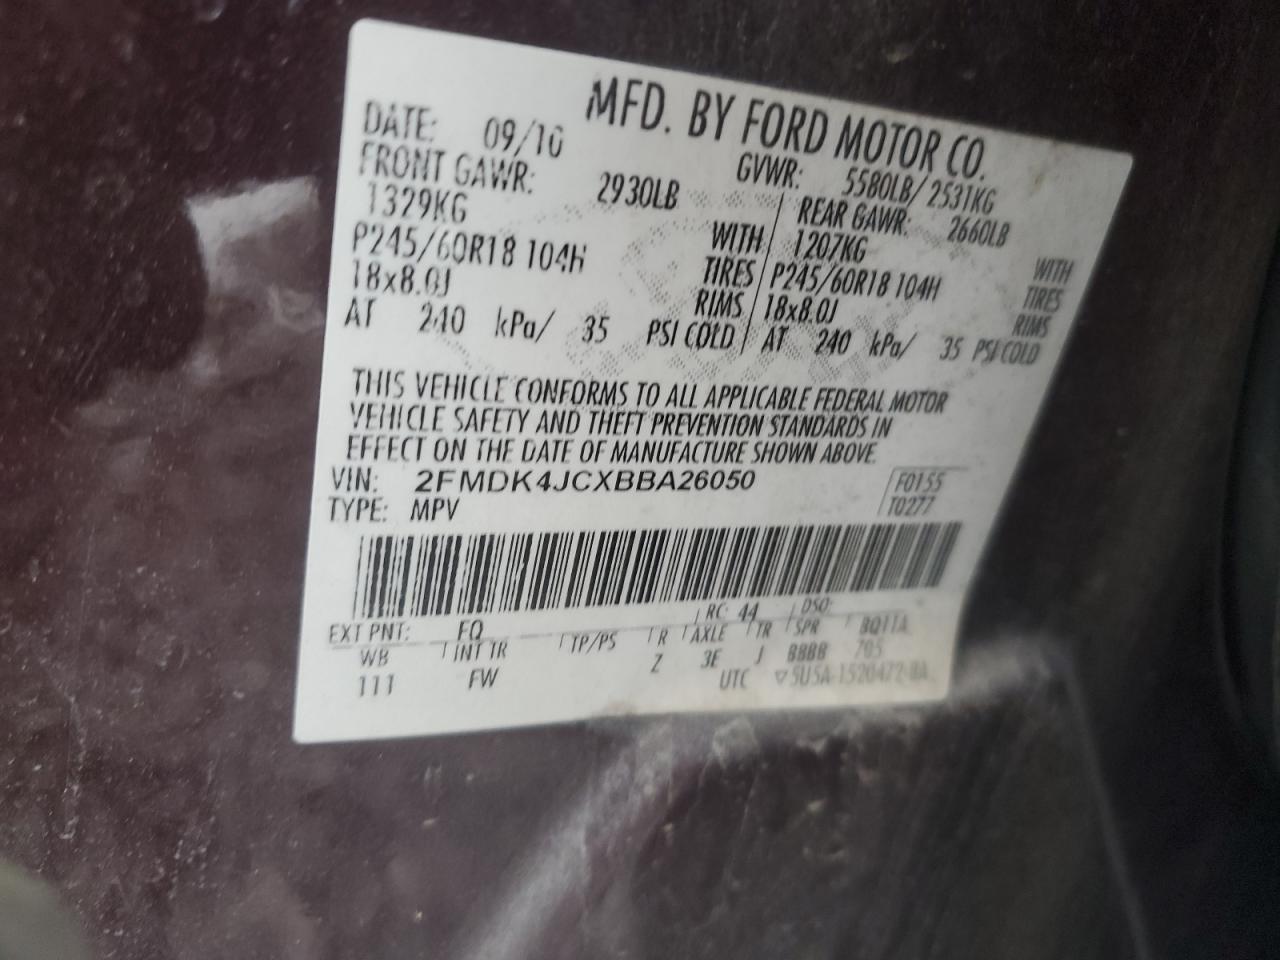 MFD. BY FORD MOTOR CO.
DATE: 09/10 GVWR: 5580LB/ 2531KG
FRONT GAWR: 2930LB REAR GAWR: 2660LB
1329KG WITH 1207KG WITH
P245/60R18 104H TIRES P245/60R18 104H TIRES
18x8.0J RIMS 18x8.0J RIMS
AT 240 kPa/ 35 PSI COLD AT 240 kPa/ 35 PSI COLD
THIS VEHICLE CONFORMS TO ALL APPLICABLE FEDERAL MOTOR
VEHICLE SAFETY AND THEFT PREVENTION STANDARDS IN
EFFECT ON THE DATE OF MANUFACTURE SHOWN ABOVE.
VIN: 2FMDK4JCXBBA26050 F0155
TYPE: MPV T0277
EXT PNT: FQ RC: 44 DSO:
WB INT TR TP/PS R AXLE TR SPR
111 FW Z 3E J BBBB
UTC